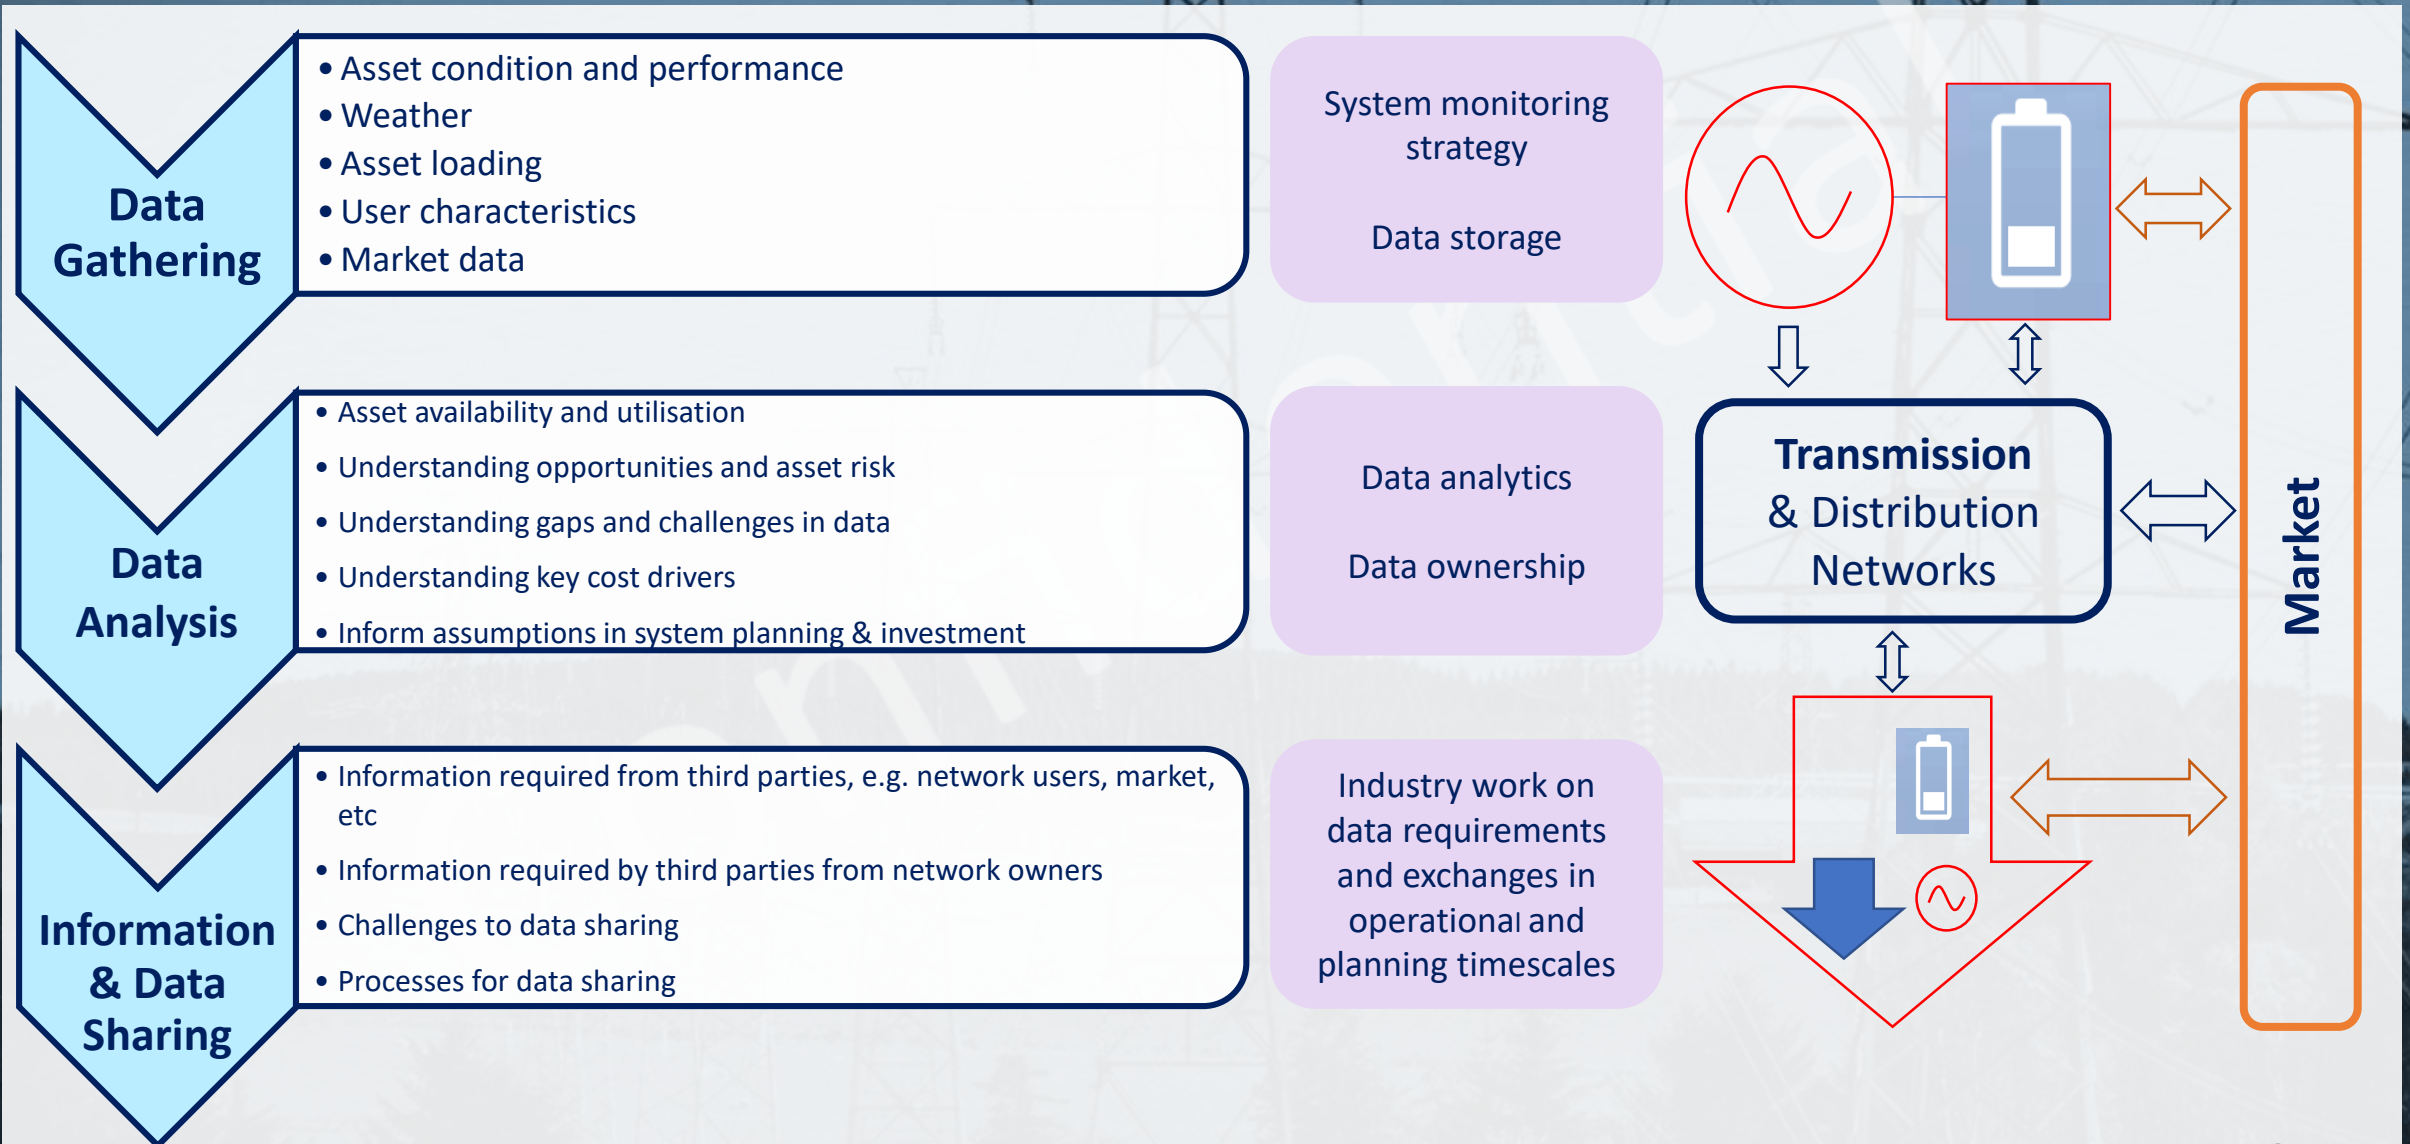 Data
Gathering
• Asset condition and performance
• Weather
• Asset loading
• User characteristics
• Market data
System monitoring
strategy
Data storage
Data
Analysis
• Asset availability and utilisation
• Understanding opportunities and asset risk
• Understanding gaps and challenges in data
• Understanding key cost drivers
• Inform assumptions in system planning & investment
Data analytics
Data ownership
Transmission
& Distribution
Networks
Market
Information
& Data
Sharing
• Information required from third parties, e.g. network users, market,
etc
• Information required by third parties from network owners
• Challenges to data sharing
• Processes for data sharing
Industry work on
data requirements
and exchanges in
operational and
planning timescales